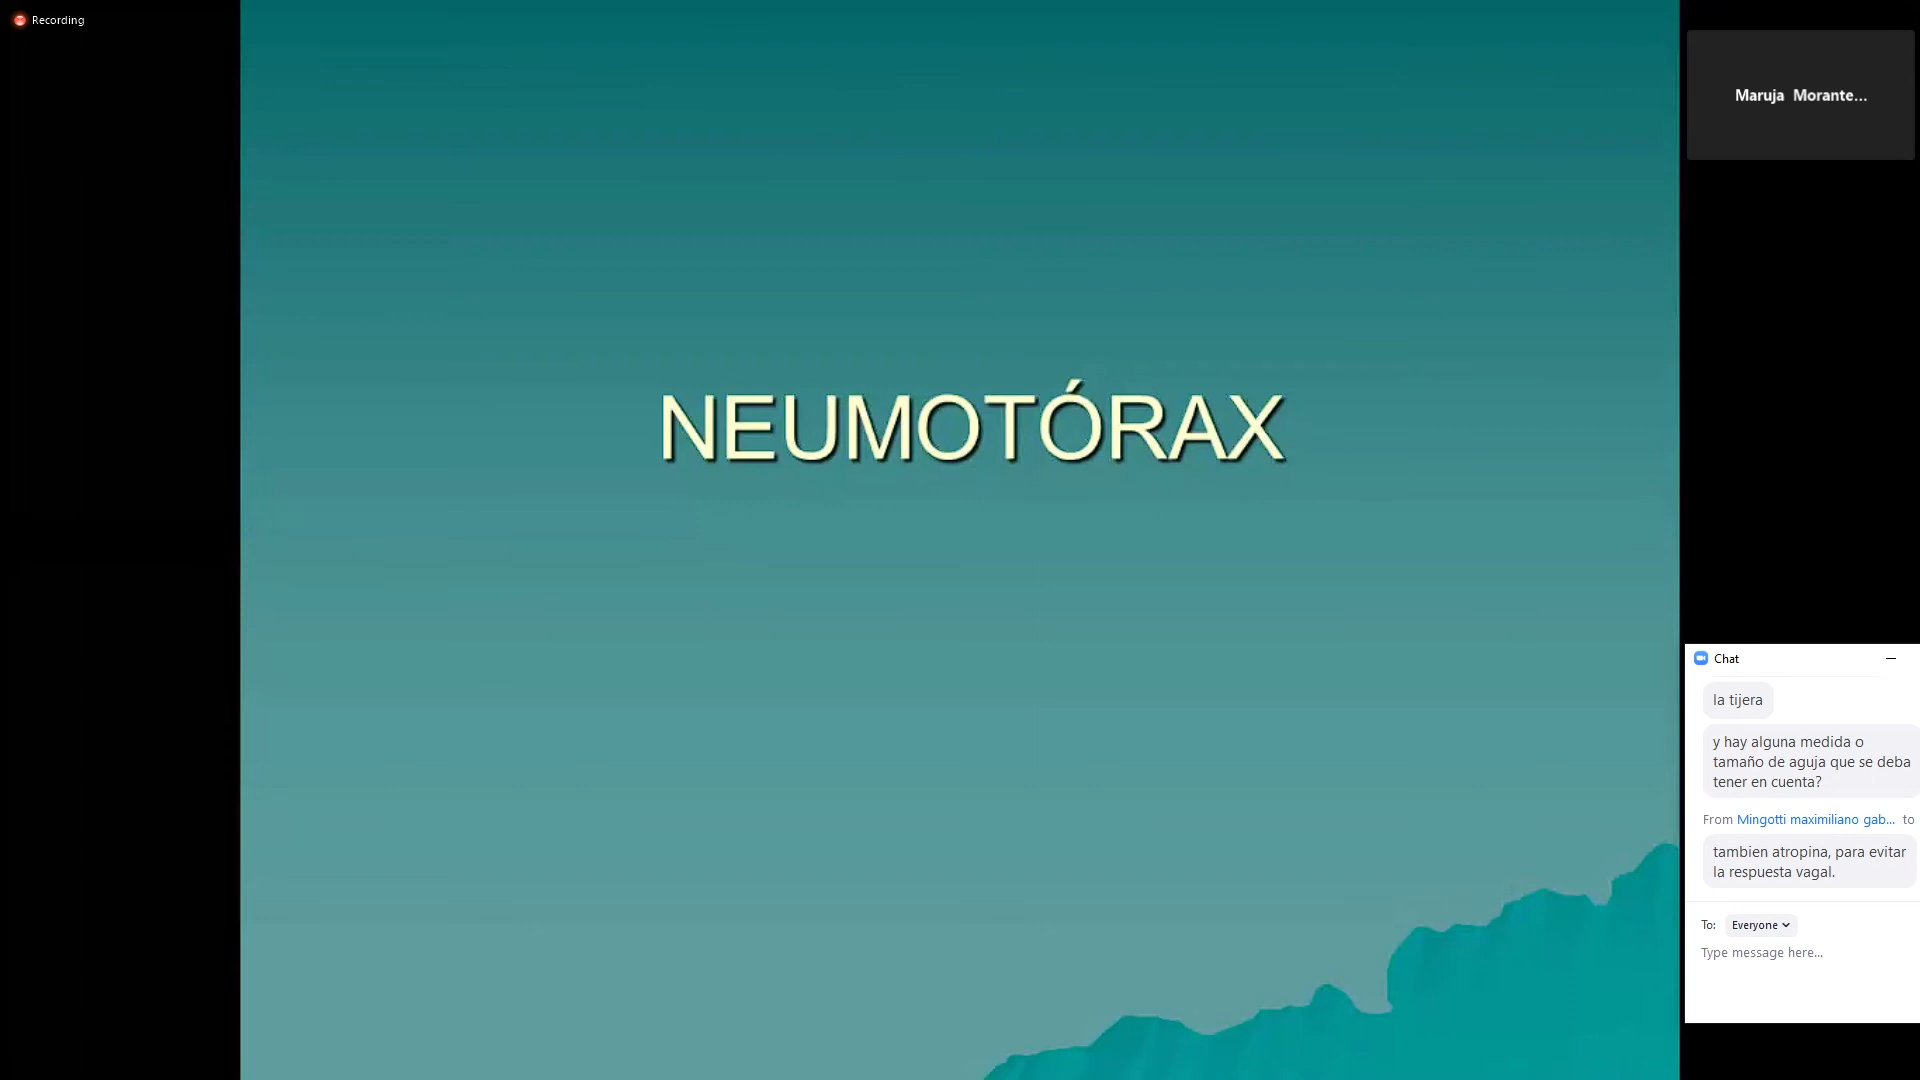 Recording
Maruja Morante...
NEUMOTÓRAX
Chat
la tijera
y hay alguna medida o
tamaño de aguja que se deba
tener en cuenta?
From Mingotti maximiliano gab... to
tambien atropina, para evitar
la respuesta vagal.
To: Everyone
Type message here...